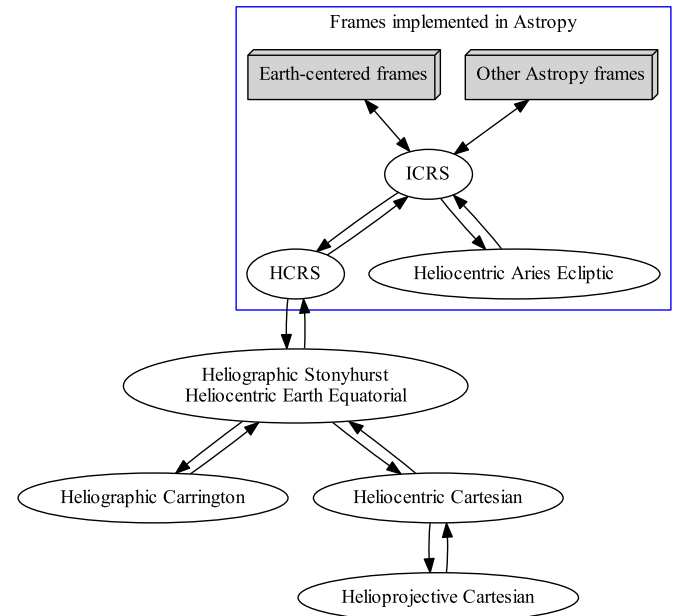 Frames implemented in Astropy
Earth-centered frames
Other Astropy frames
ICRS
HCRS
Heliocentric Aries Ecliptic
Heliographic Stonyhurst
Heliocentric Earth Equatorial
Heliographic Carrington
Heliocentric Cartesian
Helioprojective Cartesian